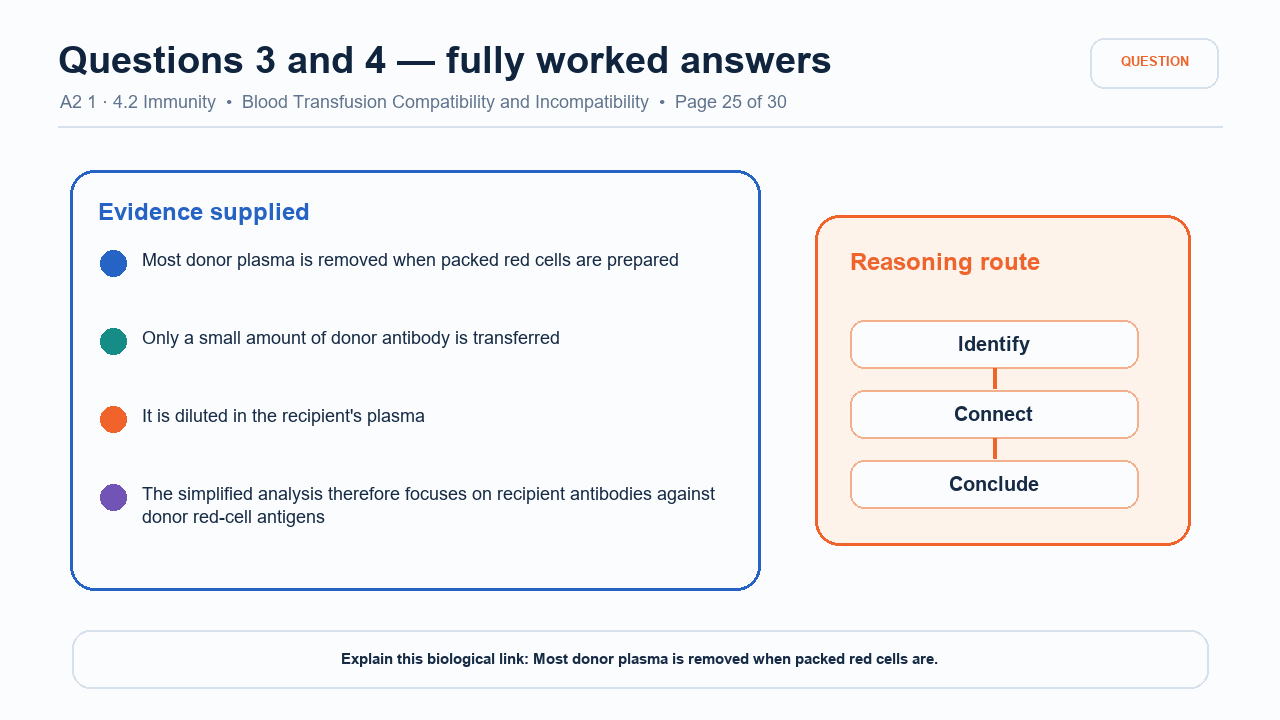 Questions 3 and 4 — fully worked answers
QUESTION
A2 1 · 4.2 Immunity • Blood Transfusion Compatibility and Incompatibility • Page 25 of 30
Evidence supplied
Most donor plasma is removed when packed red cells are prepared
Only a small amount of donor antibody is transferred
It is diluted in the recipient's plasma
The simplified analysis therefore focuses on recipient antibodies against
donor red-cell antigens
Reasoning route
Identify
Connect
Conclude
Explain this biological link: Most donor plasma is removed when packed red cells are.